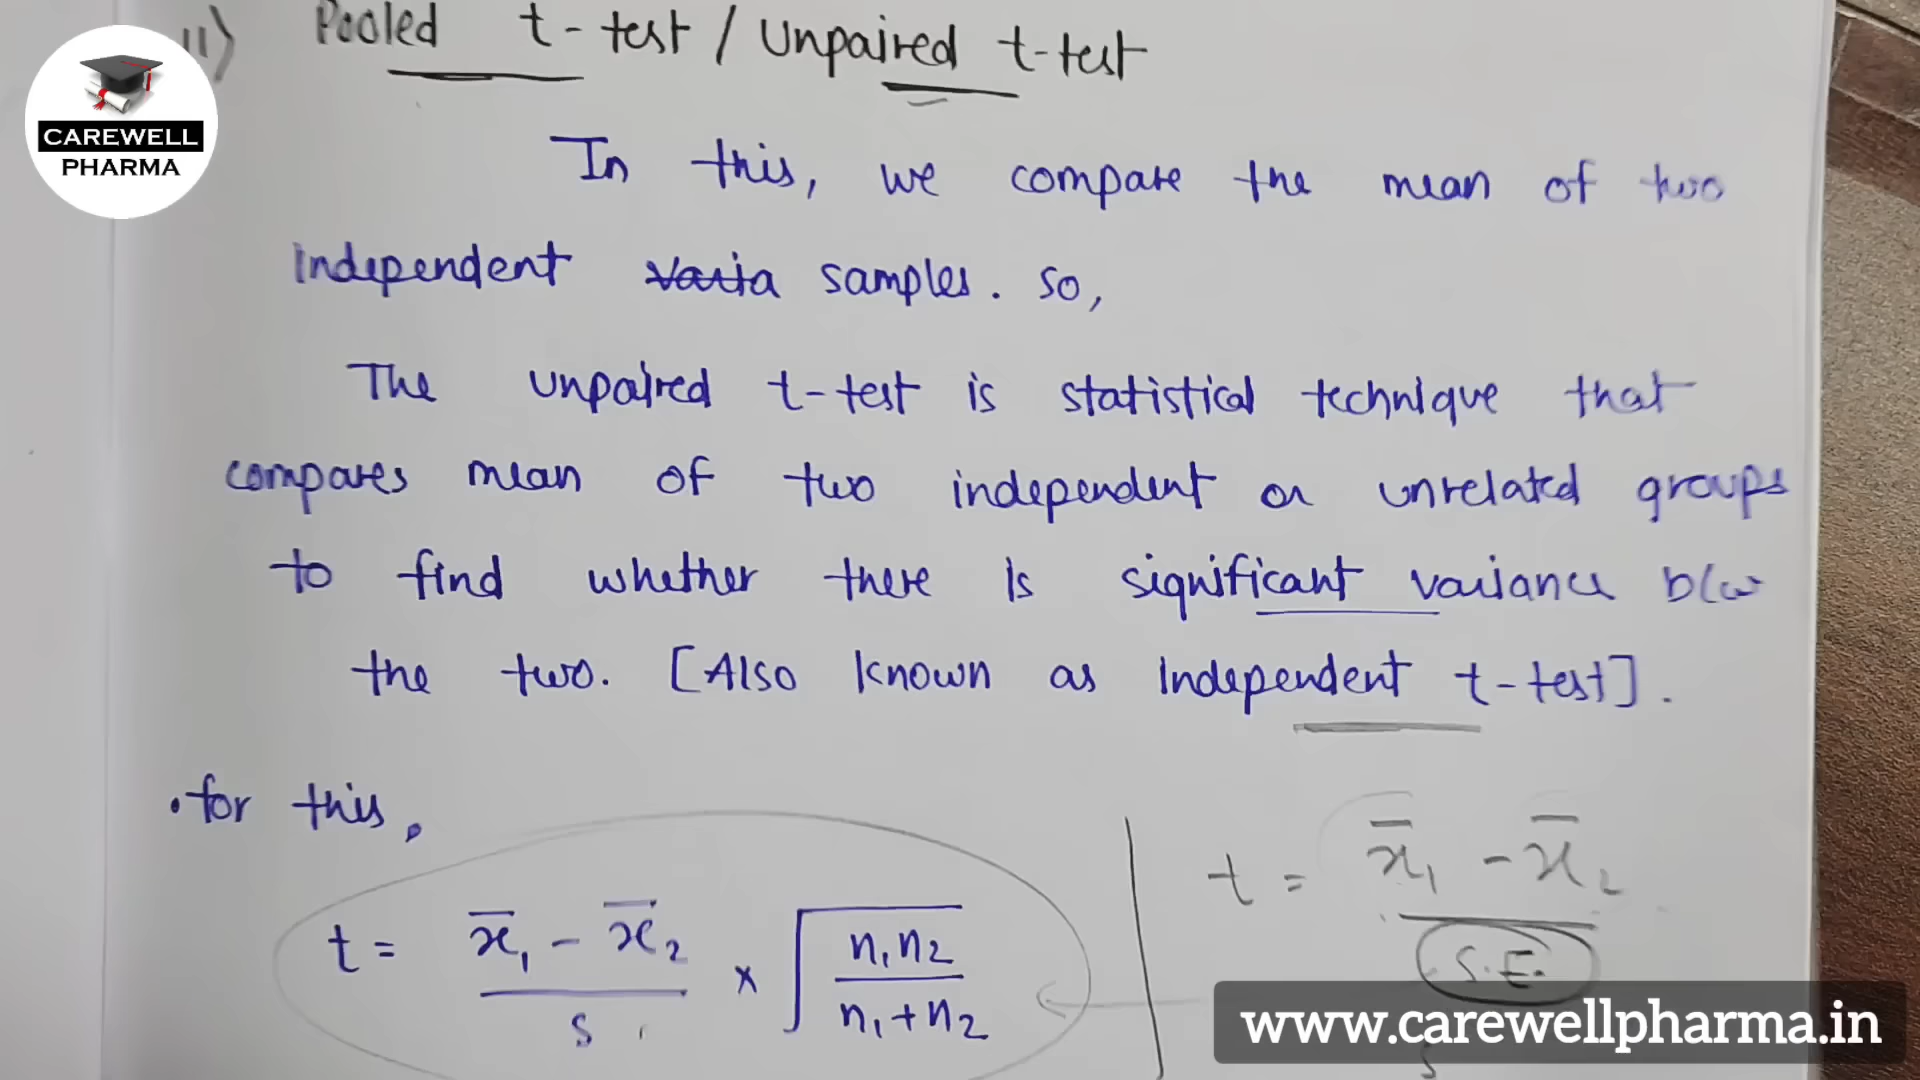 11) Pooled t-test / Unpaired t-test
CAREWELL
PHARMA
In this, we compare the mean of two
independent varia samples. so,
The unpaired t-test is statistical technique that
compares mean of two independent or unrelated groups
to find whether there is significant variance b/w
the two. [Also known as independent t-test].
• for this,
t = x̄₁ - x̄₂ / s × √ n₁n₂ / n₁+n₂
t = x̄₁ - x̄₂ / S.E.
www.carewellpharma.in